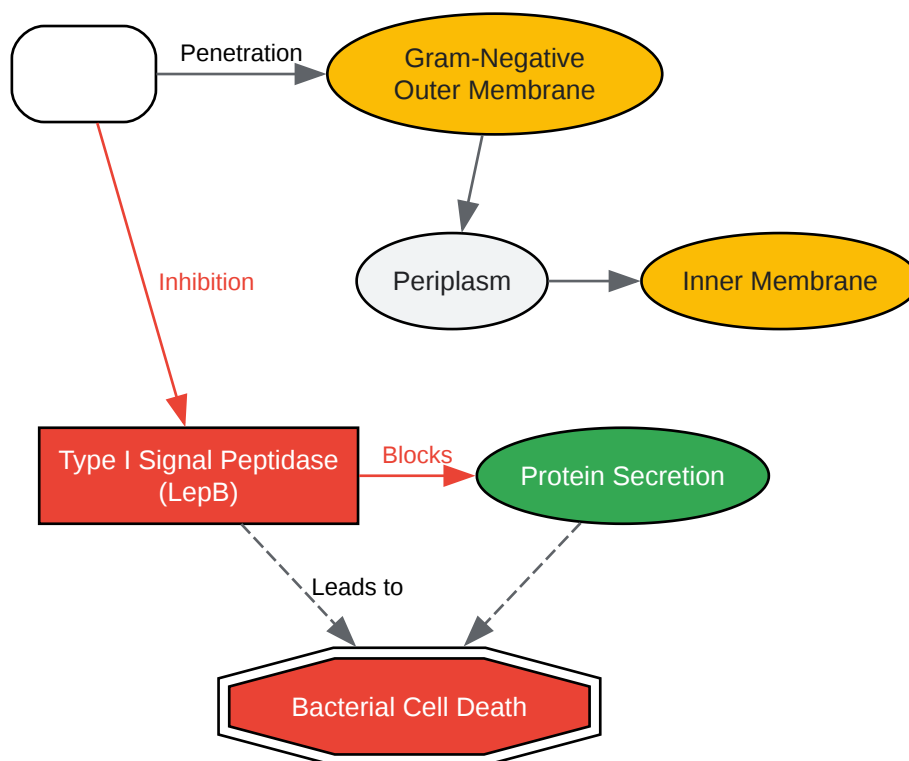 Penetration
Gram-Negative
Outer Membrane
Periplasm
Inner Membrane
Inhibition
Type I Signal Peptidase
(LepB)
Blocks
Protein Secretion
Leads to
Bacterial Cell Death